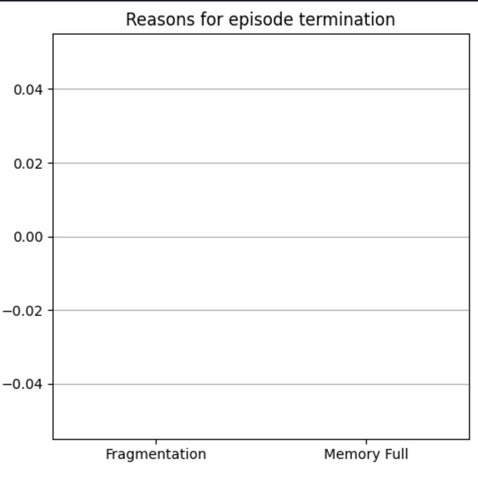 Reasons for episode termination
0.04
0.02
0.00
−0.02
−0.04
Fragmentation
Memory Full